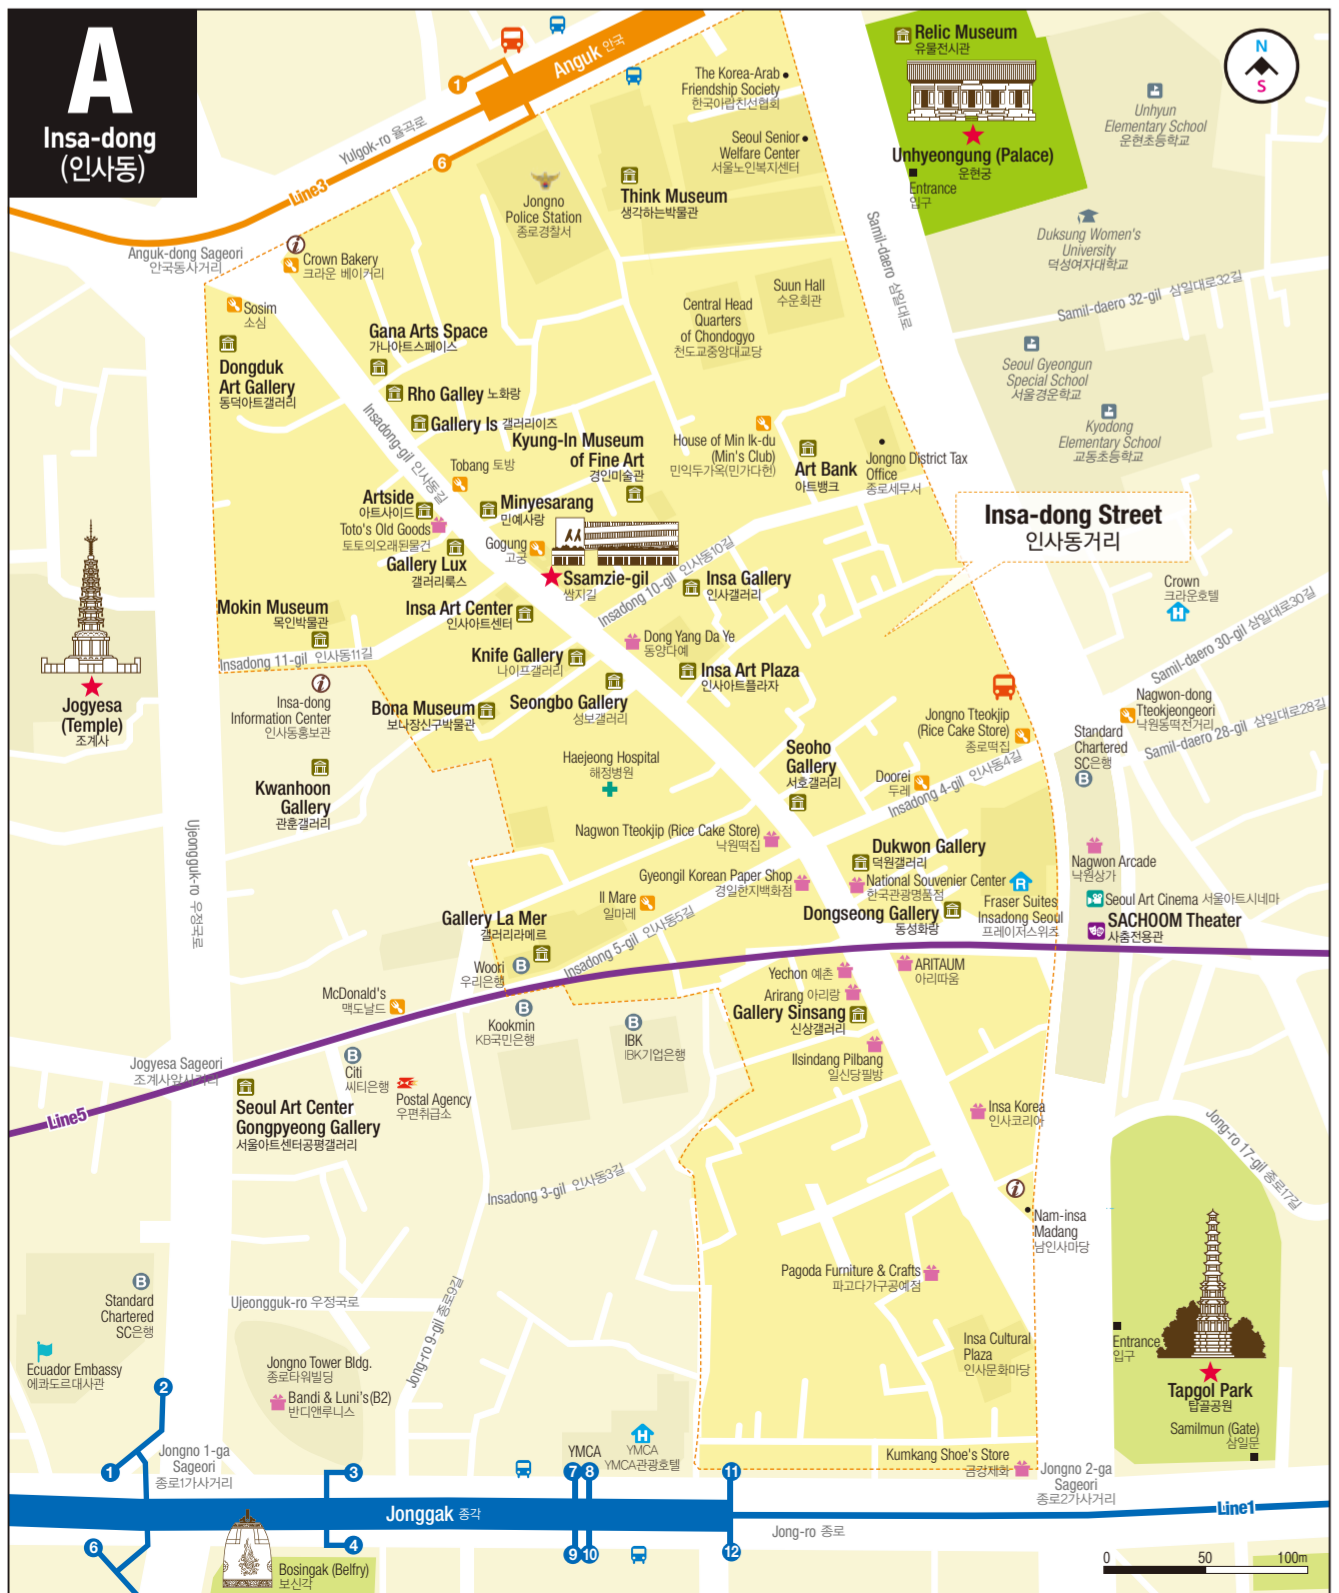 A
Insa-dong
(인사동)
Anguk 안국
1
6
Yulgok-ro 율곡로
Line3
Anguk-dong Sageori
안국동사거리
Crown Bakery
크라운 베이커리
Jongno
Police Station
종로경찰서
The Korea-Arab
Friendship Society
한국아랍친선협회
Seoul Senior
Welfare Center
서울노인복지센터
Think Museum
생각하는박물관
Relic Museum
유물전시관
Unhyeongung (Palace)
운현궁
Entrance
입구
N
S
Unhyun
Elementary School
운현초등학교
Duksung Women's
University
덕성여자대학교
Samil-daero 삼일대로
Samil-daero 32-gil 삼일대로32길
Suun Hall
수운회관
Central Head
Quarters
of Chondogyo
천도교중앙대교당
Seoul Gyeongun
Special School
서울경운학교
Kyodong
Elementary School
교동초등학교
Sosim
소심
Dongduk
Art Gallery
동덕아트갤러리
Gana Arts Space
가나아트스페이스
Rho Galley 노화랑
Gallery Is 갤러리이즈
Insadong-gil 인사동길
Kyung-In Museum
of Fine Art
경인미술관
Tobang 토방
House of Min Ik-du
(Min's Club)
민익두가옥(민가다헌)
Art Bank
아트뱅크
Jongno District Tax
Office
종로세무서
Artside
아트사이드
Minyesarang
민예사랑
Toto's Old Goods
토토의오래된물건
Gogung
고궁
Gallery Lux
갤러리룩스
Ssamzie-gil
쌈지길
Insadong 10-gil 인사동10길
Insa Gallery
인사갤러리
Insa-dong Street
인사동거리
Crown
크라운호텔
Samil-daero 30-gil 삼일대로30길
Mokin Museum
목인박물관
Insa Art Center
인사아트센터
Insadong 11-gil 인사동11길
Dong Yang Da Ye
동양다예
Knife Gallery
나이프갤러리
Insa Art Plaza
인사아트플라자
Jogyesa
(Temple)
조계사
Insa-dong
Information Center
인사동홍보관
Bona Museum
보나장신구박물관
Seongbo Gallery
성보갤러리
Nagwon-dong
Tteokjeongeori
낙원동떡전거리
Jongno Tteokjip
(Rice Cake Store)
종로떡집
Samil-daero 28-gil 삼일대로28길
Standard
Chartered
SC은행
B
Haejeong Hospital
해정병원
Seoho
Gallery
서호갤러리
Doorei
두레
Insadong 4-gil 인사동4길
Kwanhoon
Gallery
관훈갤러리
Ujeongguk-ro 우정국로
Nagwon Tteokjip (Rice Cake Store)
낙원떡집
Dukwon Gallery
덕원갤러리
Nagwon Arcade
낙원상가
Gyeongil Korean Paper Shop
경일한지백화점
National Souvenier Center
한국관광명품점
R
Fraser Suites
Insadong Seoul
프레이저스위츠
Seoul Art Cinema 서울아트시네마
Il Mare
일마레
Gallery La Mer
갤러리라메르
Insadong 5-gil 인사동5길
Dongseong Gallery
동성화랑
SACHOOM Theater
사춤전용관
Woori
우리은행
B
Yechon 예촌
ARITAUM
아리따움
McDonald's
맥도날드
B
Kookmin
KB국민은행
B
IBK
IBK기업은행
Arirang 아리랑
Gallery Sinsang
신상갤러리
Jogyesa Sageori
조계사앞사거리
B
Citi
씨티은행
Ilsindang Pilbang
일신당필방
Line5
Postal Agency
우편취급소
Seoul Art Center
Gongpyeong Gallery
서울아트센터공평갤러리
Insa Korea
인사코리아
Jong-ro 17-gil 종로17길
Insadong 3-gil 인사동3길
Nam-insa
Madang
남인사마당
B
Standard
Chartered
SC은행
Pagoda Furniture & Crafts
파고다가구공예점
Ujeongguk-ro 우정국로
Jong-ro 9-gil 종로9길
Insa Cultural
Plaza
인사문화마당
Entrance
입구
Ecuador Embassy
에콰도르대사관
Jongno Tower Bldg.
종로타워빌딩
Bandi & Luni's(B2)
반디앤루니스
Tapgol Park
탑골공원
Samilmun (Gate)
삼일문
2
1
Jongno 1-ga
Sageori
종로1가사거리
3
YMCA
7
8
H
YMCA
YMCA관광호텔
11
Kumkang Shoe's Store
금강제화
Jongno 2-ga
Sageori
종로2가사거리
Jonggak 종각
Line1
Jong-ro 종로
6
4
9
10
12
Bosingak (Belfry)
보신각
0
50
100m